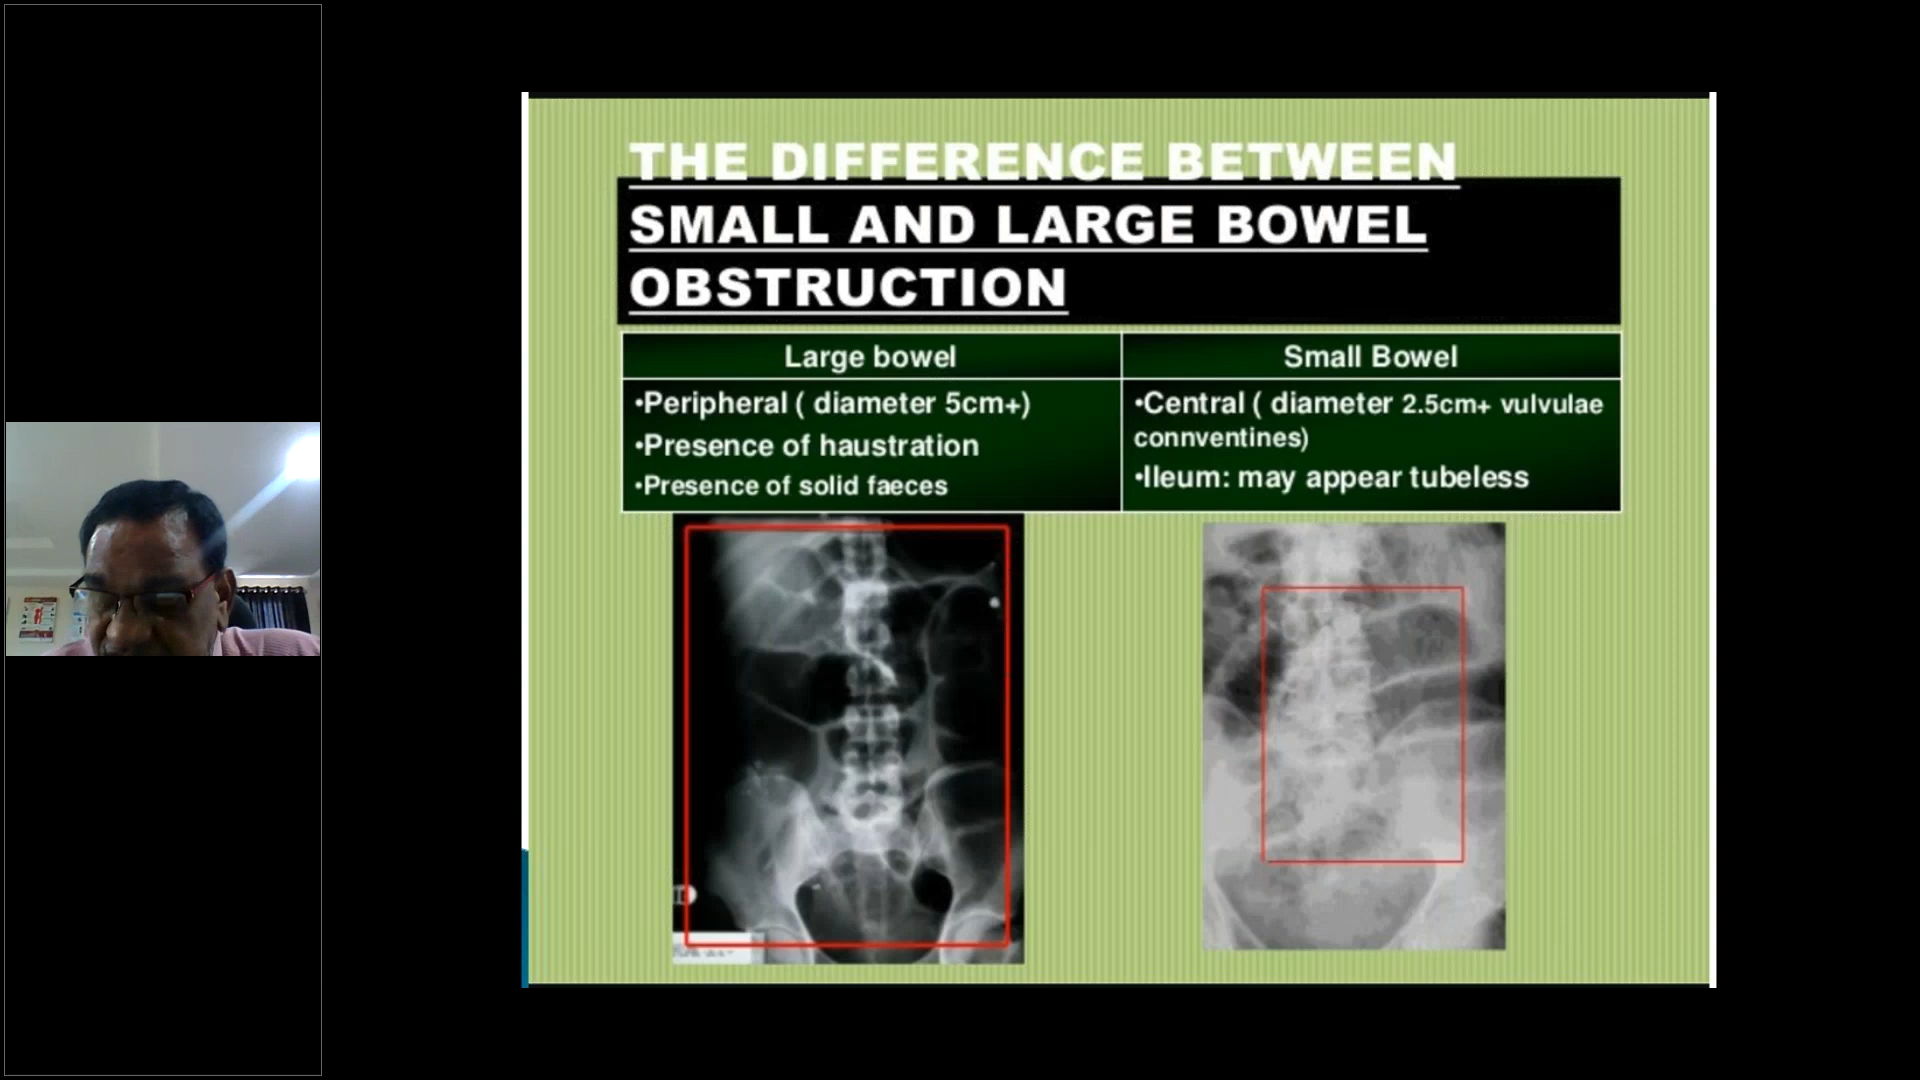 THE DIFFERENCE BETWEEN
SMALL AND LARGE BOWEL
OBSTRUCTION
Large bowel
•Peripheral ( diameter 5cm+)
•Presence of haustration
•Presence of solid faeces
Small Bowel
•Central ( diameter 2.5cm+ vulvulae
connventines)
•Ileum: may appear tubeless